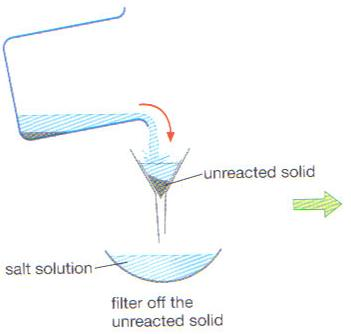 unreacted solid
salt solution
filter off the
unreacted solid